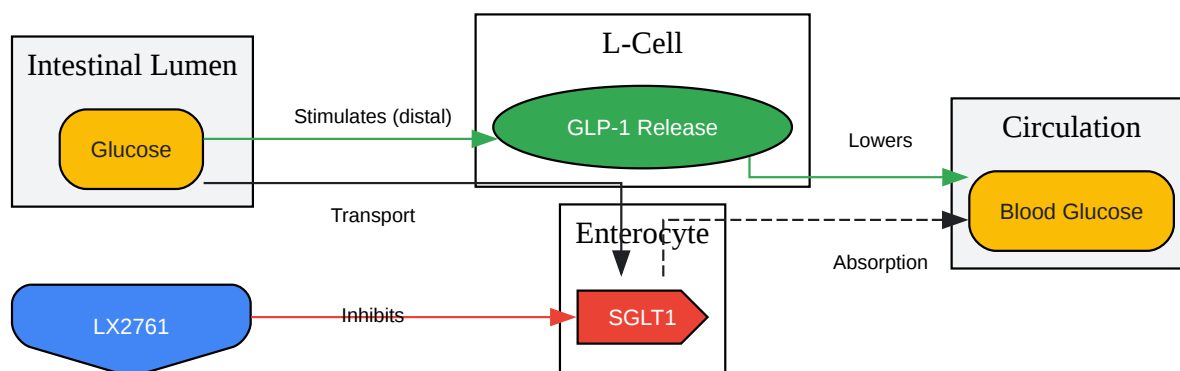 L-Cell
Intestinal Lumen
Stimulates (distal)
GLP-1 Release
Glucose
Lowers
Circulation
Transport
Enterocyte
Blood Glucose
Absorption
LX2761
Inhibits
SGLT1